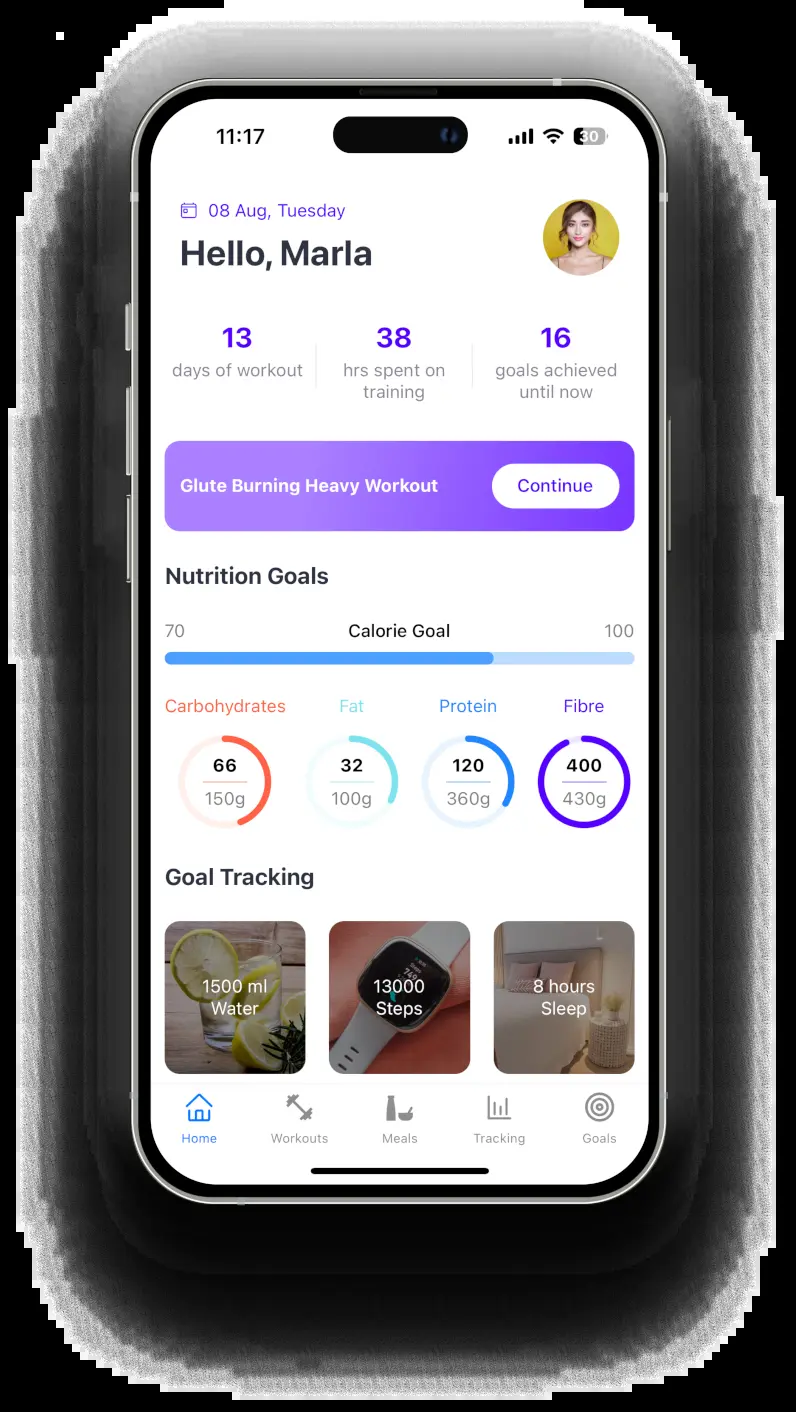 11:17
30
08 Aug, Tuesday
Hello, Marla
13
days of workout
38
hrs spent on
training
16
goals achieved
until now
Glute Burning Heavy Workout
Continue
Nutrition Goals
70
Calorie Goal
100
Carbohydrates
Fat
Protein
Fibre
66
150g
32
100g
120
360g
400
430g
Goal Tracking
1500 ml
Water
13000
Steps
8 hours
Sleep
Home
Workouts
Meals
Tracking
Goals